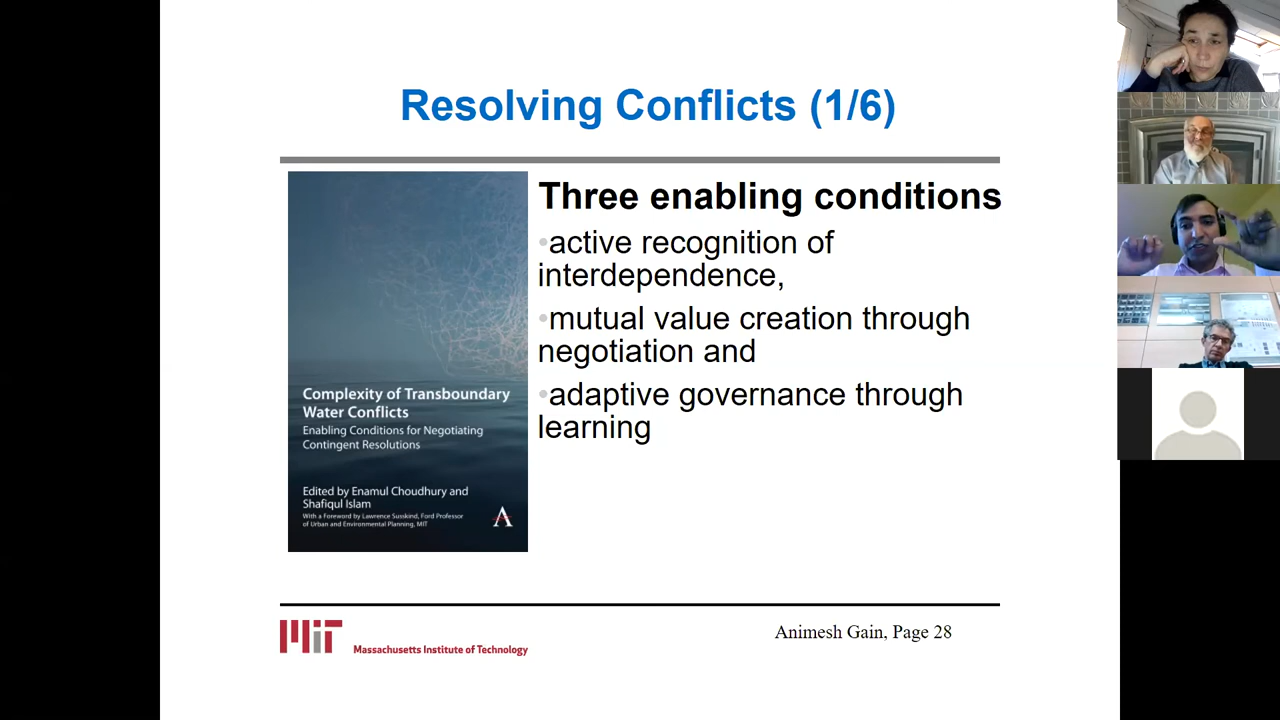 Resolving Conflicts (1/6)
Complexity of Transboundary
Water Conflicts
Enabling Conditions for Negotiating
Contingent Resolutions
Edited by Enamul Choudhury and
Shafiqul Islam
With a Foreword by Lawrence Susskind, Ford Professor
of Urban and Environmental Planning, MIT
A
Three enabling conditions
•active recognition of
interdependence,
•mutual value creation through
negotiation and
•adaptive governance through
learning
MIT
Massachusetts Institute of Technology
Animesh Gain, Page 28